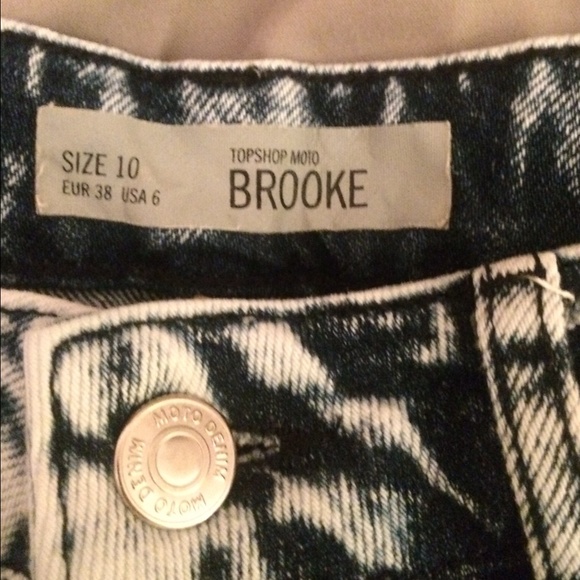 SIZE 10
EUR 38 USA 6
TOPSHOP MOTO
BROOKE
MOTO DENIM
MOTO DENIM